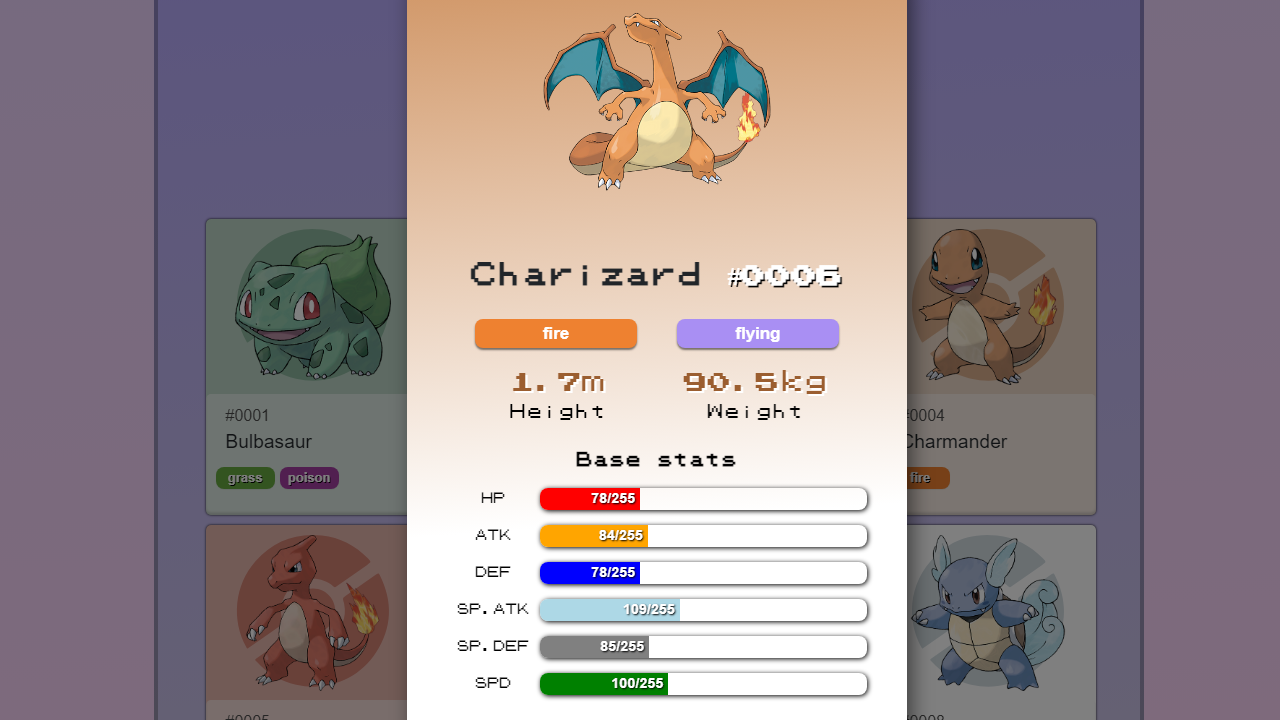 Charizard #0006
fire flying
1.7m 90.5kg
Height Weight
Base stats
HP 78/255
ATK 84/255
DEF 78/255
SP.ATK 109/255
SP.DEF 85/255
SPD 100/255
#0001
Bulbasaur
grass poison
#0004
Charmander
fire
#0005
#0008